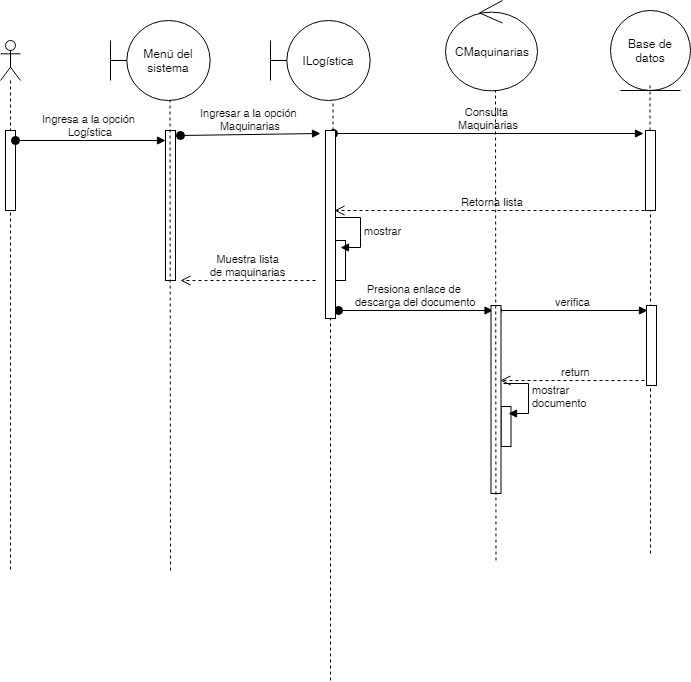 Menú del
sistema
ILogística
CMaquinarias
Base de
datos
Ingresa a la opción
Logística
Ingresar a la opción
Maquinarias
Consulta
Maquinarias
Retorna lista
mostrar
Muestra lista
de maquinarias
Presiona enlace de
descarga del documento
verifica
return
mostrar
documento